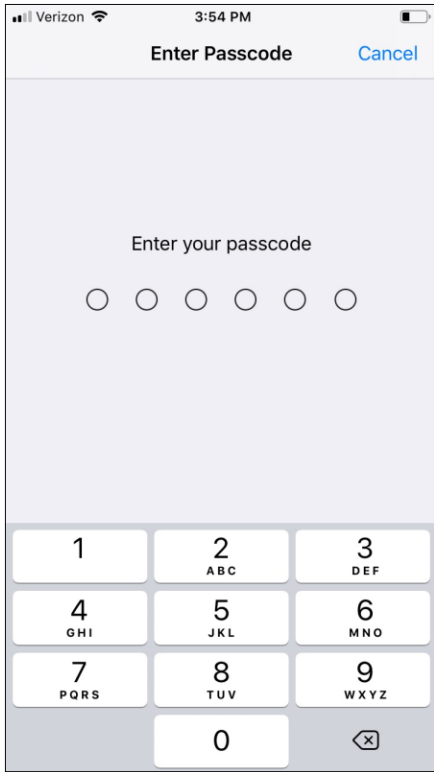 Verizon 3:54 PM
Enter Passcode Cancel
Enter your passcode
1 2 3
ABC DEF
4 5 6
GHI JKL MNO
7 8 9
PQRS TUV WXYZ
0